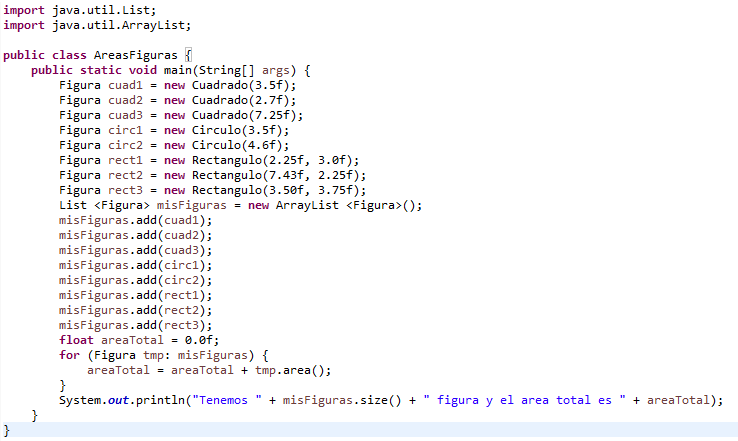 import java.util.List;
import java.util.ArrayList;
public class AreasFiguras {
public static void main(String[] args) {
Figura cuad1 = new Cuadrado(3.5f);
Figura cuad2 = new Cuadrado(2.7f);
Figura cuad3 = new Cuadrado(7.25f);
Figura circ1 = new Circulo(3.5f);
Figura circ2 = new Circulo(4.6f);
Figura rect1 = new Rectangulo(2.25f, 3.0f);
Figura rect2 = new Rectangulo(7.43f, 2.25f);
Figura rect3 = new Rectangulo(3.50f, 3.75f);
List <Figura> misFiguras = new ArrayList <Figura>();
misFiguras.add(cuad1);
misFiguras.add(cuad2);
misFiguras.add(cuad3);
misFiguras.add(circ1);
misFiguras.add(circ2);
misFiguras.add(rect1);
misFiguras.add(rect2);
misFiguras.add(rect3);
float areaTotal = 0.0f;
for (Figura tmp: misFiguras) {
areaTotal = areaTotal + tmp.area();
}
System.out.println("Tenemos " + misFiguras.size() + " figura y el area total es " + areaTotal);
}
}